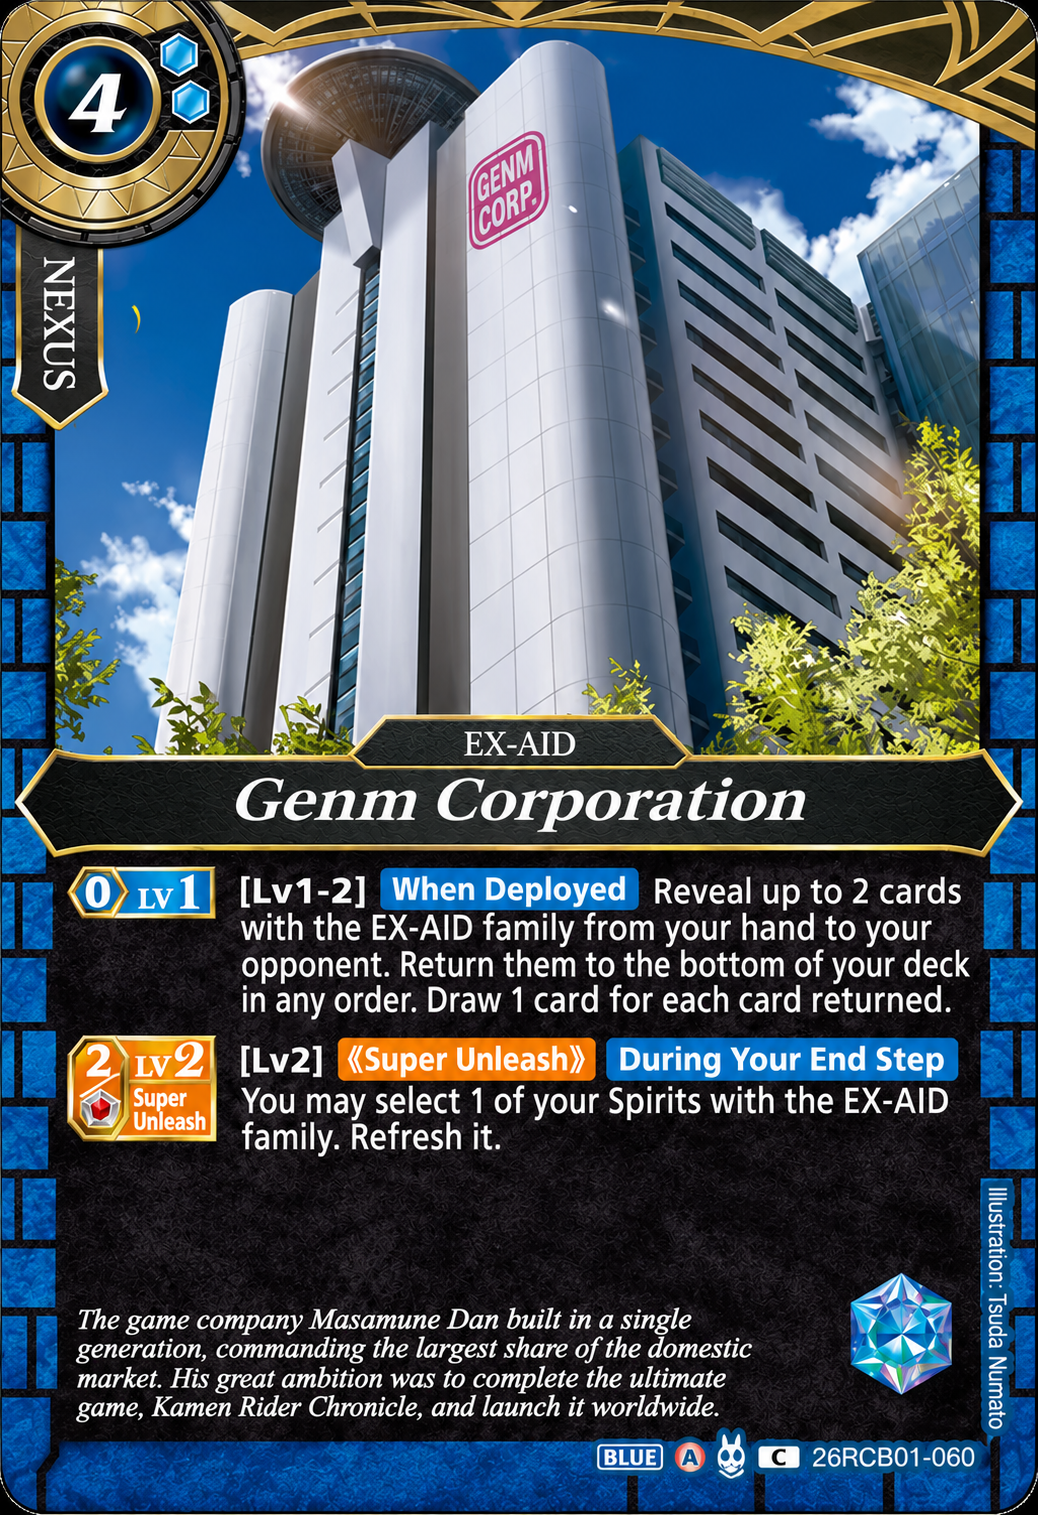 4
NEXUS
GENM
CORP.
EX-AID
Genm Corporation
0 LV1
[Lv1-2] When Deployed Reveal up to 2 cards
with the EX-AID family from your hand to your
opponent. Return them to the bottom of your deck
in any order. Draw 1 card for each card returned.
2 LV2
Super
Unleash
[Lv2] 《Super Unleash》 During Your End Step
You may select 1 of your Spirits with the EX-AID
family. Refresh it.
The game company Masamune Dan built in a single
generation, commanding the largest share of the domestic
market. His great ambition was to complete the ultimate
game, Kamen Rider Chronicle, and launch it worldwide.
Illustration: Tsuda Numato
BLUE A C 26RCB01-060